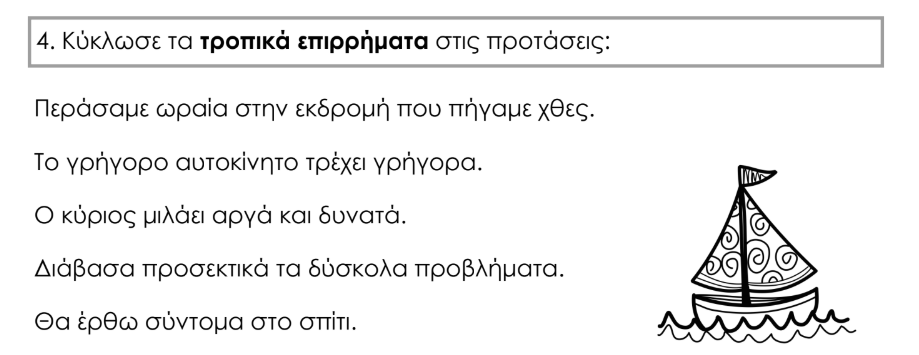 4. Κύκλωσε τα τροπικά επιρρήματα στις προτάσεις:
Περάσαμε ωραία στην εκδρομή που πήγαμε χθες.
Το γρήγορο αυτοκίνητο τρέχει γρήγορα.
Ο κύριος μιλάει αργά και δυνατά.
Διάβασα προσεκτικά τα δύσκολα προβλήματα.
Θα έρθω σύντομα στο σπίτι.